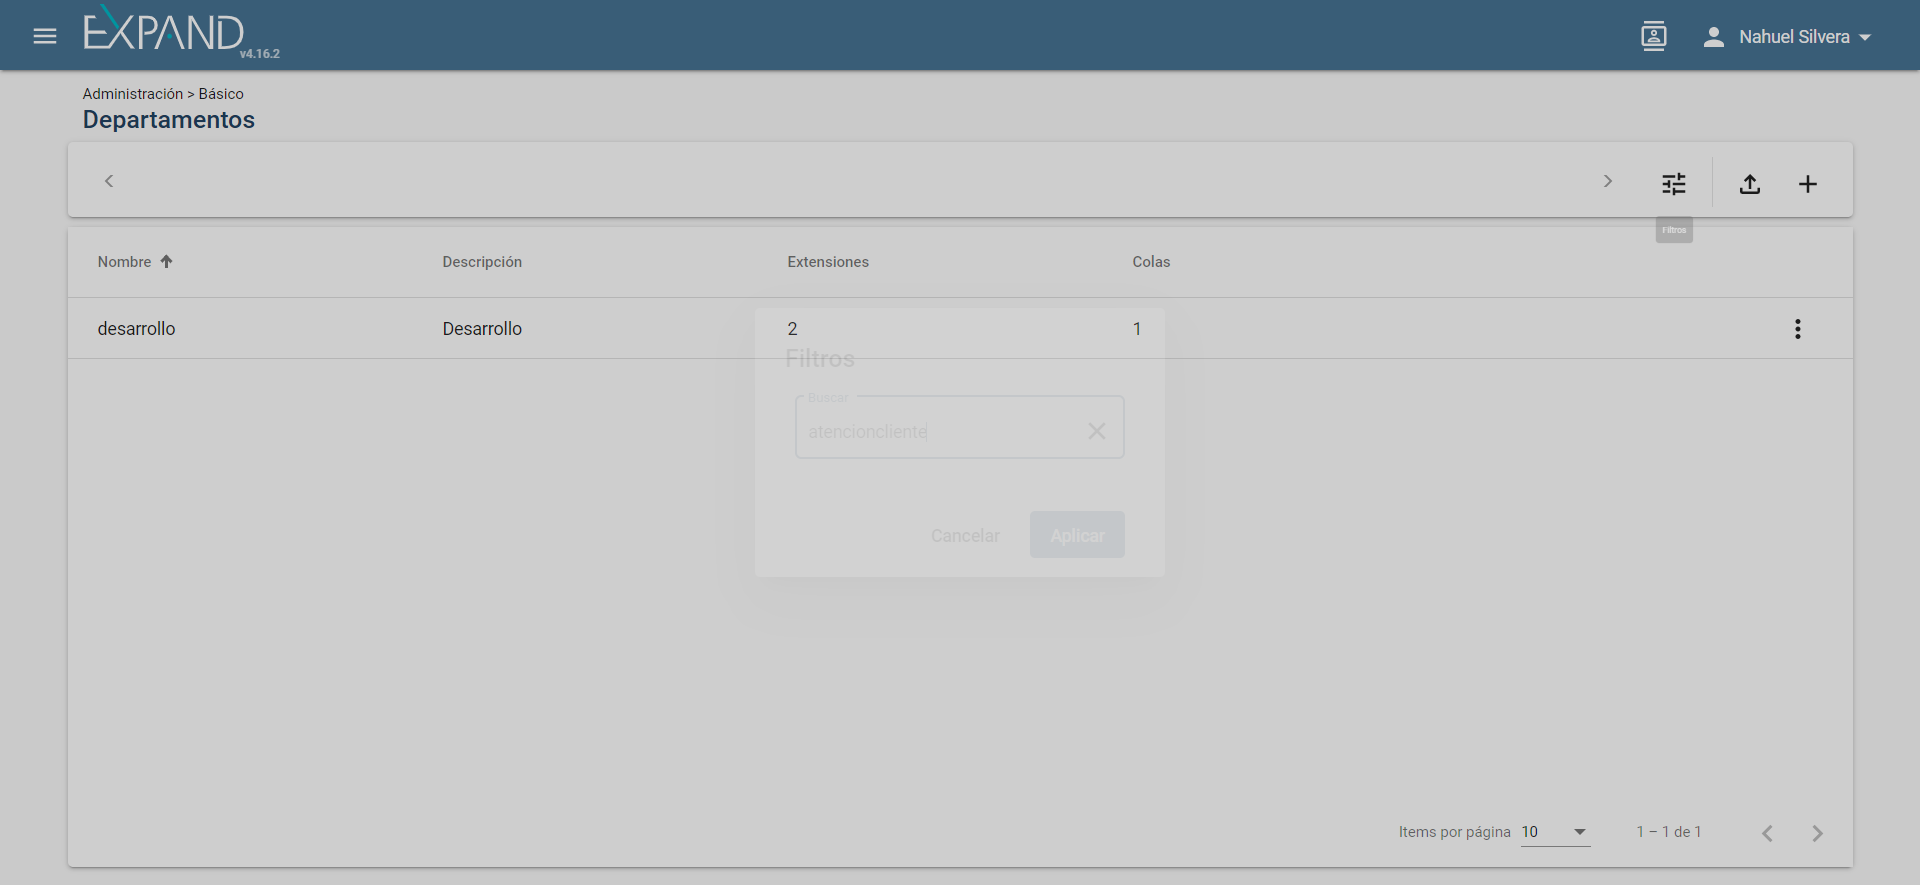 EXPAND
v4.16.2
Nahuel Silvera
Administración > Básico
Departamentos
Filtros
Nombre Descripción Extensiones Colas
desarrollo Desarrollo 2 1
Filtros
Buscar
atencioncliente
Cancelar Aplicar
Items por página 10 1 – 1 de 1